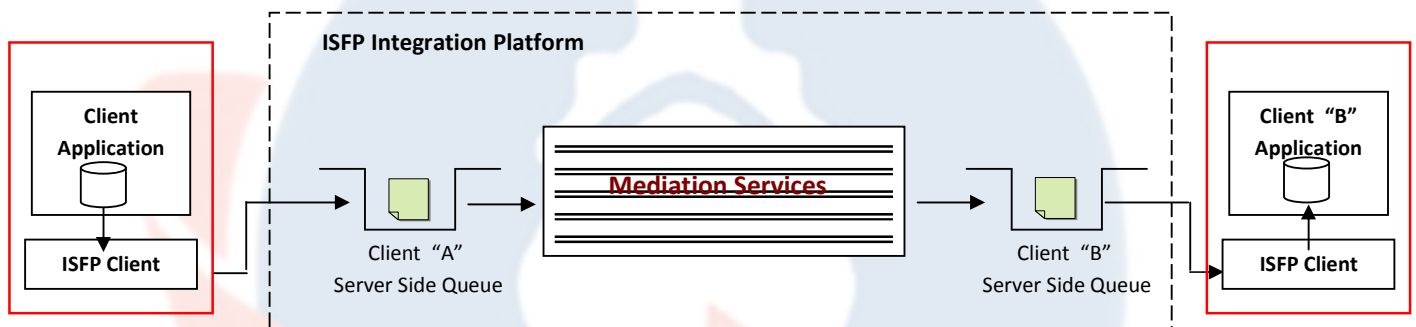 ISFP Integration Platform
Client
Application
ISFP Client
Client “A”
Server Side Queue
Mediation Services
Client “B”
Server Side Queue
Client “B”
Application
ISFP Client